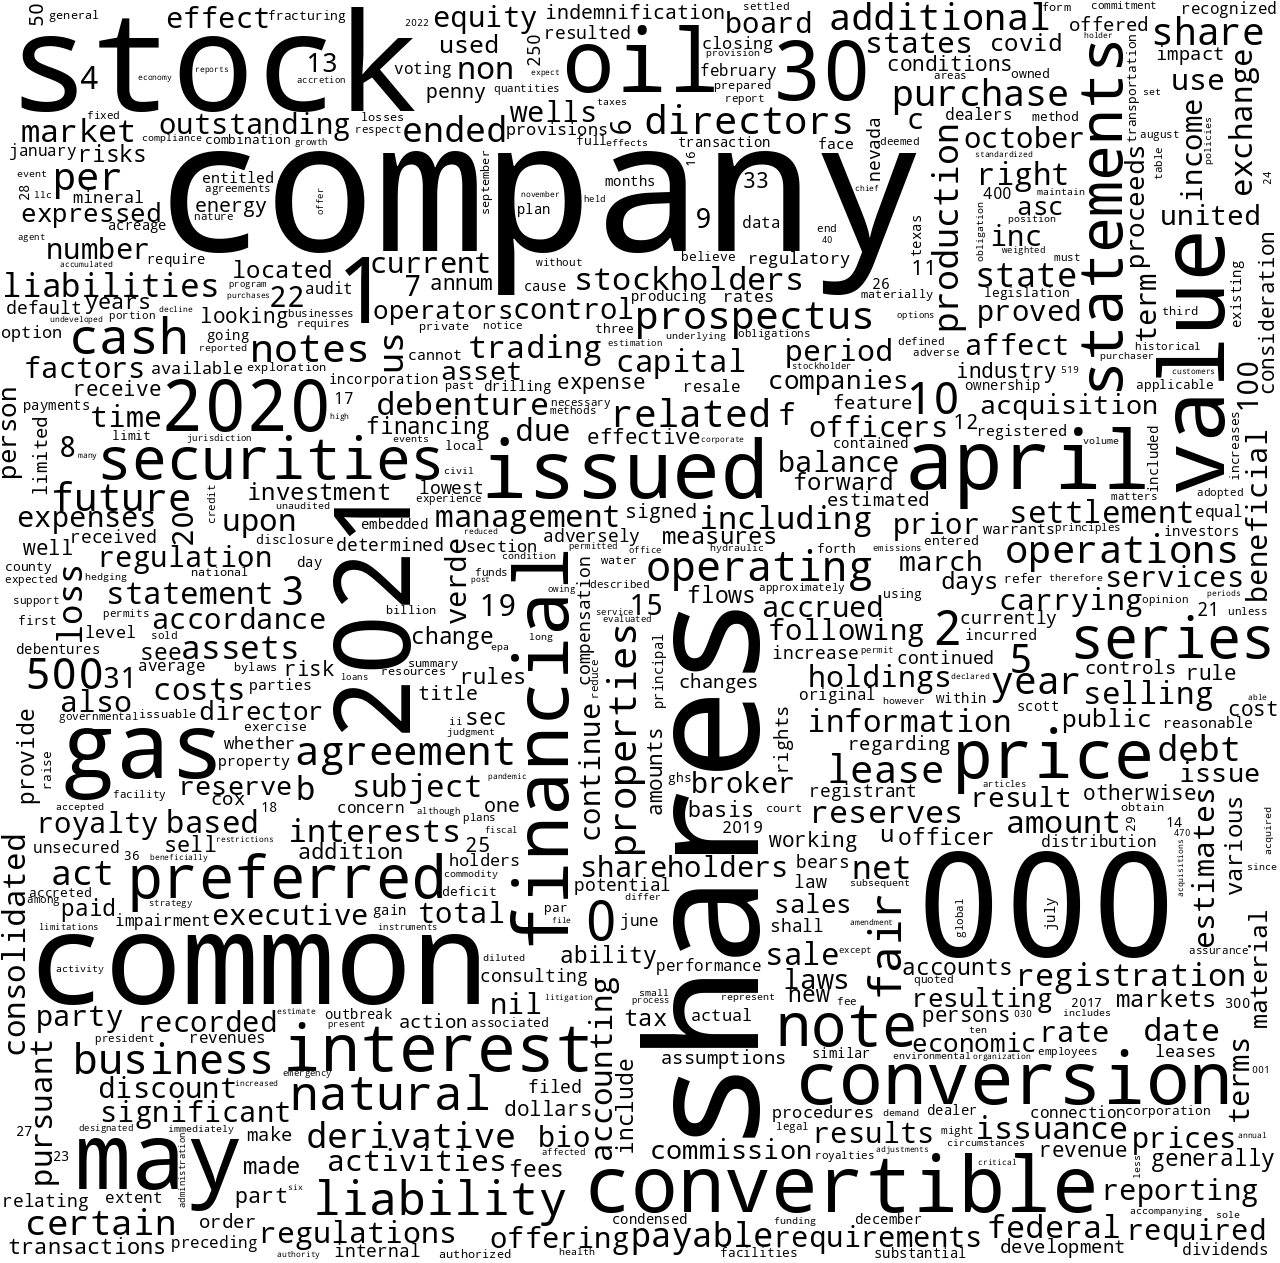 50 general effect fracturing 2022 equity indemnification additional form commitment recognized
stock 4 economy reports 13 accretion used resulted 250 oil board settled 30 offered holder share
voting non closing provision states covid impact
penny expect quantities february conditions areas owned use
prepared report purchase statements transportation set
fixed outstanding losses wells taxes 6 directors c dealers method exchange
market compliance combination growth respect ended provisions full effects transaction face nevada october august income policies
january risks company 16 deemed production standardized table
event per entitled september november months 33 chief right proceeds 24
28 llc mineral agreements offer plan held 9 data 400 maintain
expressed energy nature end 40 texas obligation asc position united
agent acreage number require believe regulatory inc weighted
accumulated located current without 11 state must value existing consideration
liabilities program audit 1 7 annum cause stockholders 26 materially legislation
default years purchases 22 businesses operators control producing rates options proved term third
option undeveloped portion decline looking requires private notice three prospectus underlying obligations defined historical
cash going notes us cannot trading estimation period adverse affect purchaser
factors reported available exploration asset capital stockholder industry 519 customers
receive incorporation past drilling expense resale companies ownership applicable 100
person payments time 2020 17 debenture methods necessary related f feature 10 12 acquisition
limited limit jurisdiction high financing due officers registered
8 many securities events local effective corporate contained april volume included increases
civil lowest issued balance forward matters
future credit investment experience estimated adopted
expenses 20 unaudited upon embedded management signed including prior warrants principles settlement equal
received disclosure 2021 reduced adversely measures entered investors beneficial
well regulation determined section condition permitted office hydraulic forth emissions march operations
county loss national day verde funds water operating refer therefore services
expected hedging post financial owing described approximately days periods
support statement 3 billion 19 compensation service 15 flows accrued using carrying opinion 21 unless
first permits accordance change epa evaluated following 2 currently series
debentures level sold see assets long shares incurred
500 31 average bylaws risk summary rules reduce principal increase permit continued 5 controls rule
also costs parties loans resources title properties changes holdings declared year selling able cost
governmental issuable director ii sec original however within scott
provide exercise judgment continue rights information public reasonable
gas whether agreement amounts regarding price debt
raise property ghs broker lease issue
facility reserve b subject pandemic registrant articles otherwise
accepted cox 18 concern although one basis court reserves result obtain estimates various
royalty based plans fiscal 2019 working u officer amount 29 14
unsecured sell restrictions interests 25 distribution 470 acquired
consolidated 36 beneficially addition holders shareholders bears net acquisitions since
act preferred commodity potential law subsequent 000
accreted among strategy deficit differ sales
paid impairment executive gain total par 0 june shall amendment fair global july
limitations instruments file assurance
common diluted ability sale except accounts material
activity consulting performance laws quoted registration
nil litigation small process represent new fee resulting 2017 markets 300
party recorded estimate outbreak action associated accounting tax actual note persons 030 includes
president revenues present ten economic rate date
pursuant business interest assumptions similar environmental organization employees leases
discount increased emergency filed include conversion terms 001
significant natural dollars procedures demand dealer connection corporation
27 designated immediately make derivative bio legal results might issuance prices annual
23 may administration made activities affected commission royalties adjustments circumstances revenue less generally
relating extent part six liability fees convertible critical reporting
certain order condensed funding december accompanying sole
transactions preceding regulations offering payable requirements federal required
authority internal authorized health facilities substantial development dividends